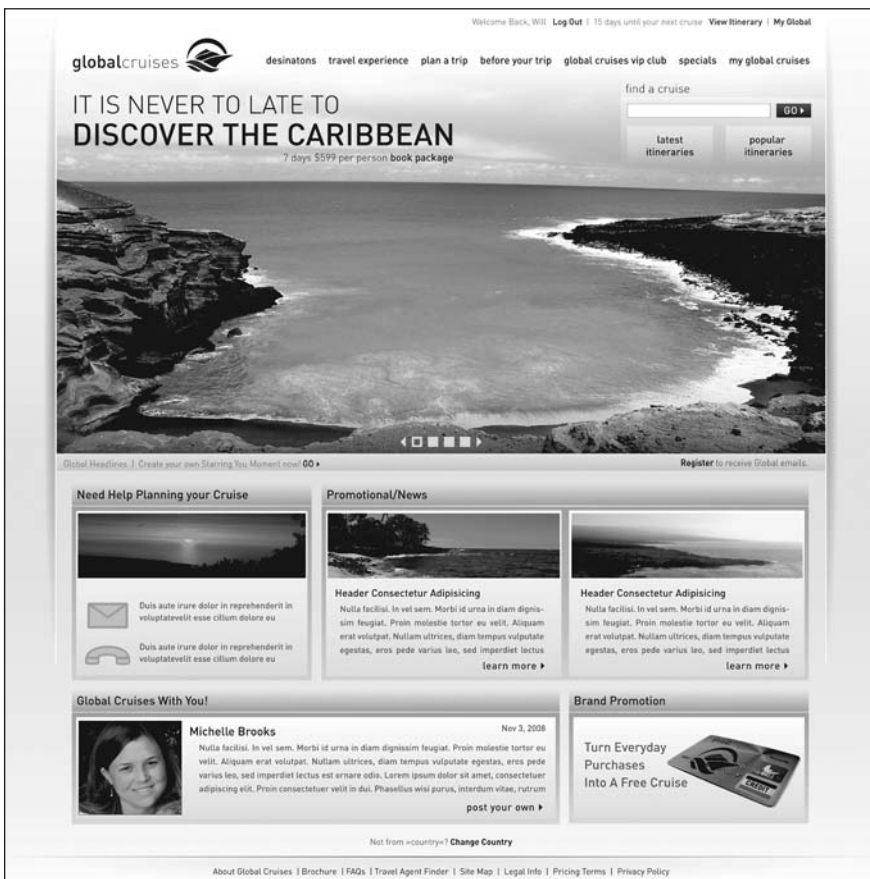 Welcome Back, Will Log Out | 15 days until your next cruise View Itinerary | My Global
globalcruises
desinatons travel experience plan a trip before your trip global cruises vip club specials my global cruises
IT IS NEVER TO LATE TO
DISCOVER THE CARIBBEAN
7 days $599 per person book package
find a cruise
GO
latest
itineraries
popular
itineraries
Global Headlines | Create your own Starring You Moment now! GO
Register to receive Global emails.
Need Help Planning your Cruise
Duis aute irure dolor in reprehenderit in
voluptatevelit esse cillum dolore eu
Duis aute irure dolor in reprehenderit in
voluptatevelit esse cillum dolore eu
Promotional/News
Header Consectetur Adipisicing
Nulla facilisi. In vel sem. Morbi id urna in diam dignis-
sim feugiat. Proin molestie tortor eu velit. Aliquam
erat volutpat. Nullam ultrices, diam tempus vulputate
egestas, eros pede varius leo, sed imperdiet lectus
learn more
Header Consectetur Adipisicing
Nulla facilisi. In vel sem. Morbi id urna in diam dignis-
sim feugiat. Proin molestie tortor eu velit. Aliquam
erat volutpat. Nullam ultrices, diam tempus vulputate
egestas, eros pede varius leo, sed imperdiet lectus
learn more
Global Cruises With You!
Michelle Brooks
Nov 3, 2008
Nulla facilisi. In vel sem. Morbi id urna in diam dignissim feugiat. Proin molestie tortor eu
velit. Aliquam erat volutpat. Nullam ultrices, diam tempus vulputate egestas, eros pede
varius leo, sed imperdiet lectus est ornare odio. Lorem ipsum dolor sit amet, consectetuer
adipiscing elit. Proin consectetuer velit in dui. Phasellus wisi purus, interdum vitae, rutrum
post your own
Brand Promotion
Turn Everyday
Purchases
Into A Free Cruise
CREDIT
Not from »country«? Change Country
About Global Cruises | Brochure | FAQs | Travel Agent Finder | Site Map | Legal Info | Pricing Terms | Privacy Policy